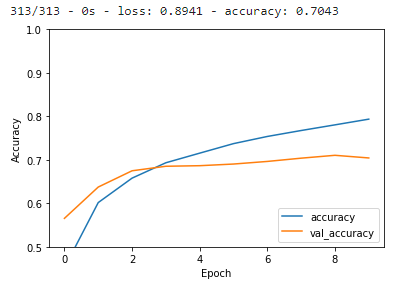 313/313 - 0s - loss: 0.8941 - accuracy: 0.7043
1.0
0.9
0.8
0.7
0.6
0.5
Accuracy
0 2 4 6 8
Epoch
accuracy
val_accuracy